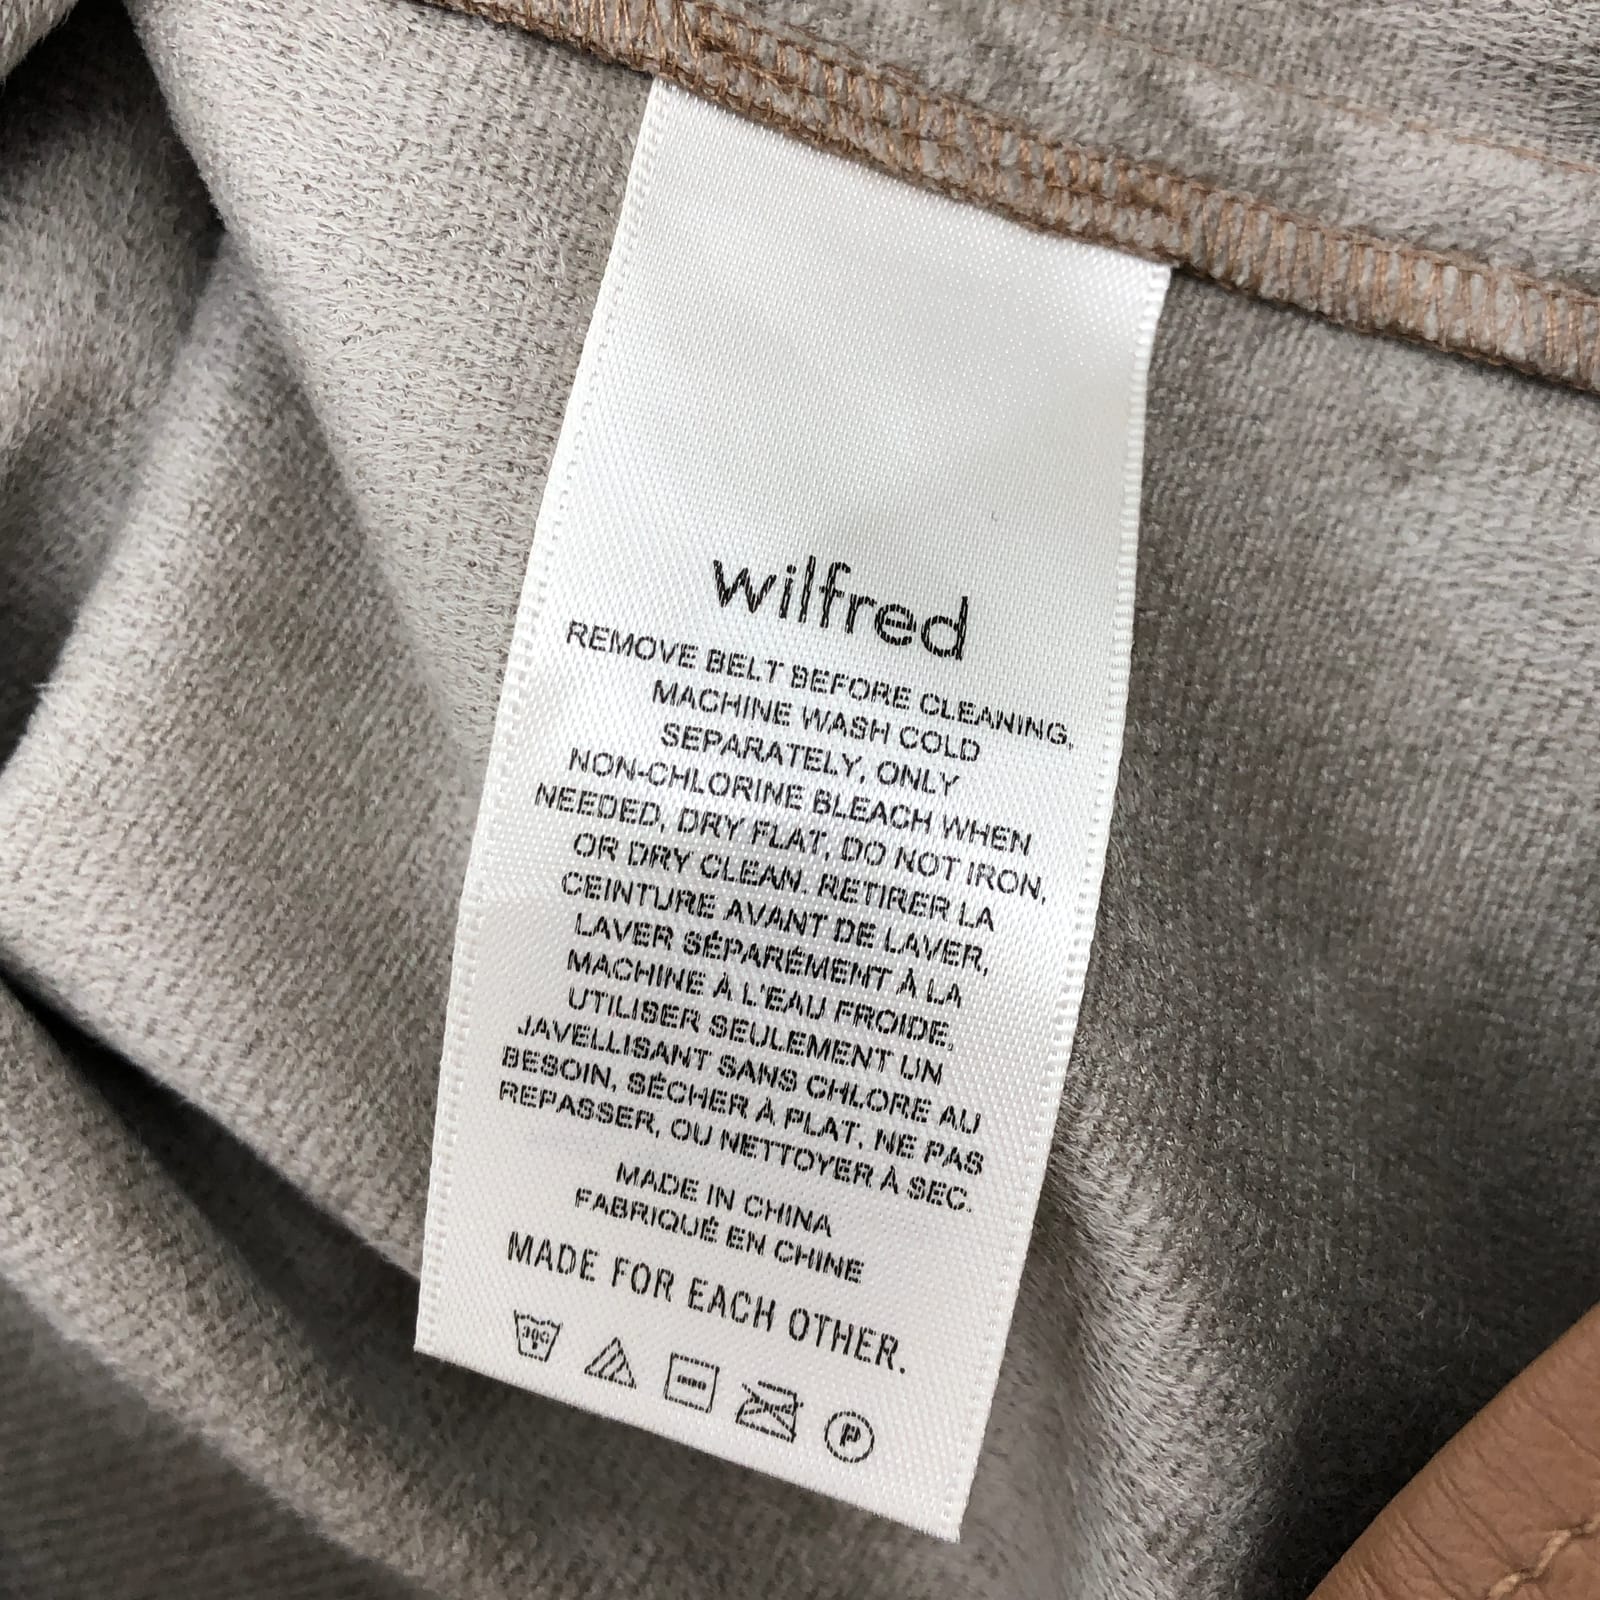 wilfred
REMOVE BELT BEFORE CLEANING,
MACHINE WASH COLD
SEPARATELY, ONLY
NON-CHLORINE BLEACH WHEN
NEEDED, DRY FLAT, DO NOT IRON,
OR DRY CLEAN. RETIRER LA
CEINTURE AVANT DE LAVER,
LAVER SÉPARÉMENT À LA
MACHINE À L'EAU FROIDE,
UTILISER SEULEMENT UN
JAVELLISANT SANS CHLORE AU
BESOIN, SÉCHER À PLAT, NE PAS
REPASSER, OU NETTOYER À SEC.
MADE IN CHINA
FABRIQUÉ EN CHINE
MADE FOR EACH OTHER.
30C
P